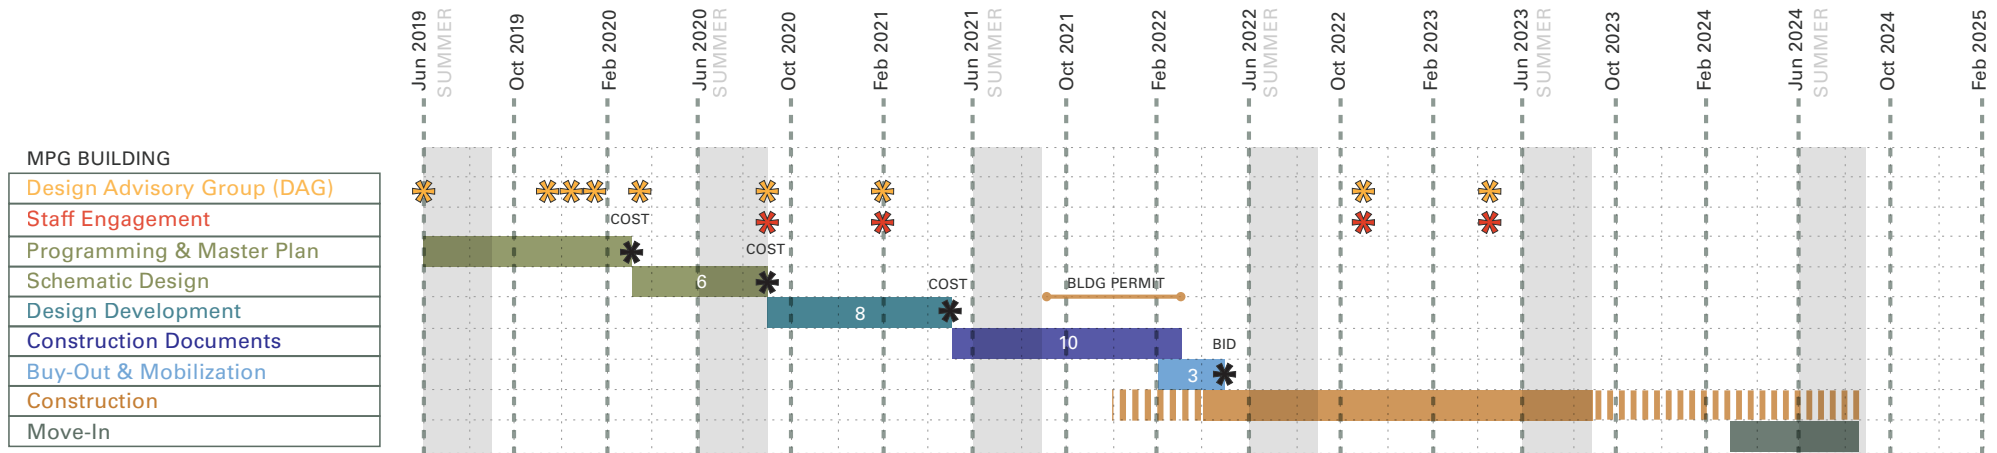 Jun 2019
SUMMER
Oct 2019
Feb 2020
Jun 2020
SUMMER
Oct 2020
Feb 2021
Jun 2021
SUMMER
Oct 2021
Feb 2022
Jun 2022
SUMMER
Oct 2022
Feb 2023
Jun 2023
SUMMER
Oct 2023
Feb 2024
Jun 2024
SUMMER
Oct 2024
Feb 2025
MPG BUILDING
Design Advisory Group (DAG)
Staff Engagement
COST
Programming & Master Plan
COST
Schematic Design
6
COST
BLDG PERMIT
Design Development
8
Construction Documents
10
BID
Buy-Out & Mobilization
3
Construction
Move-In